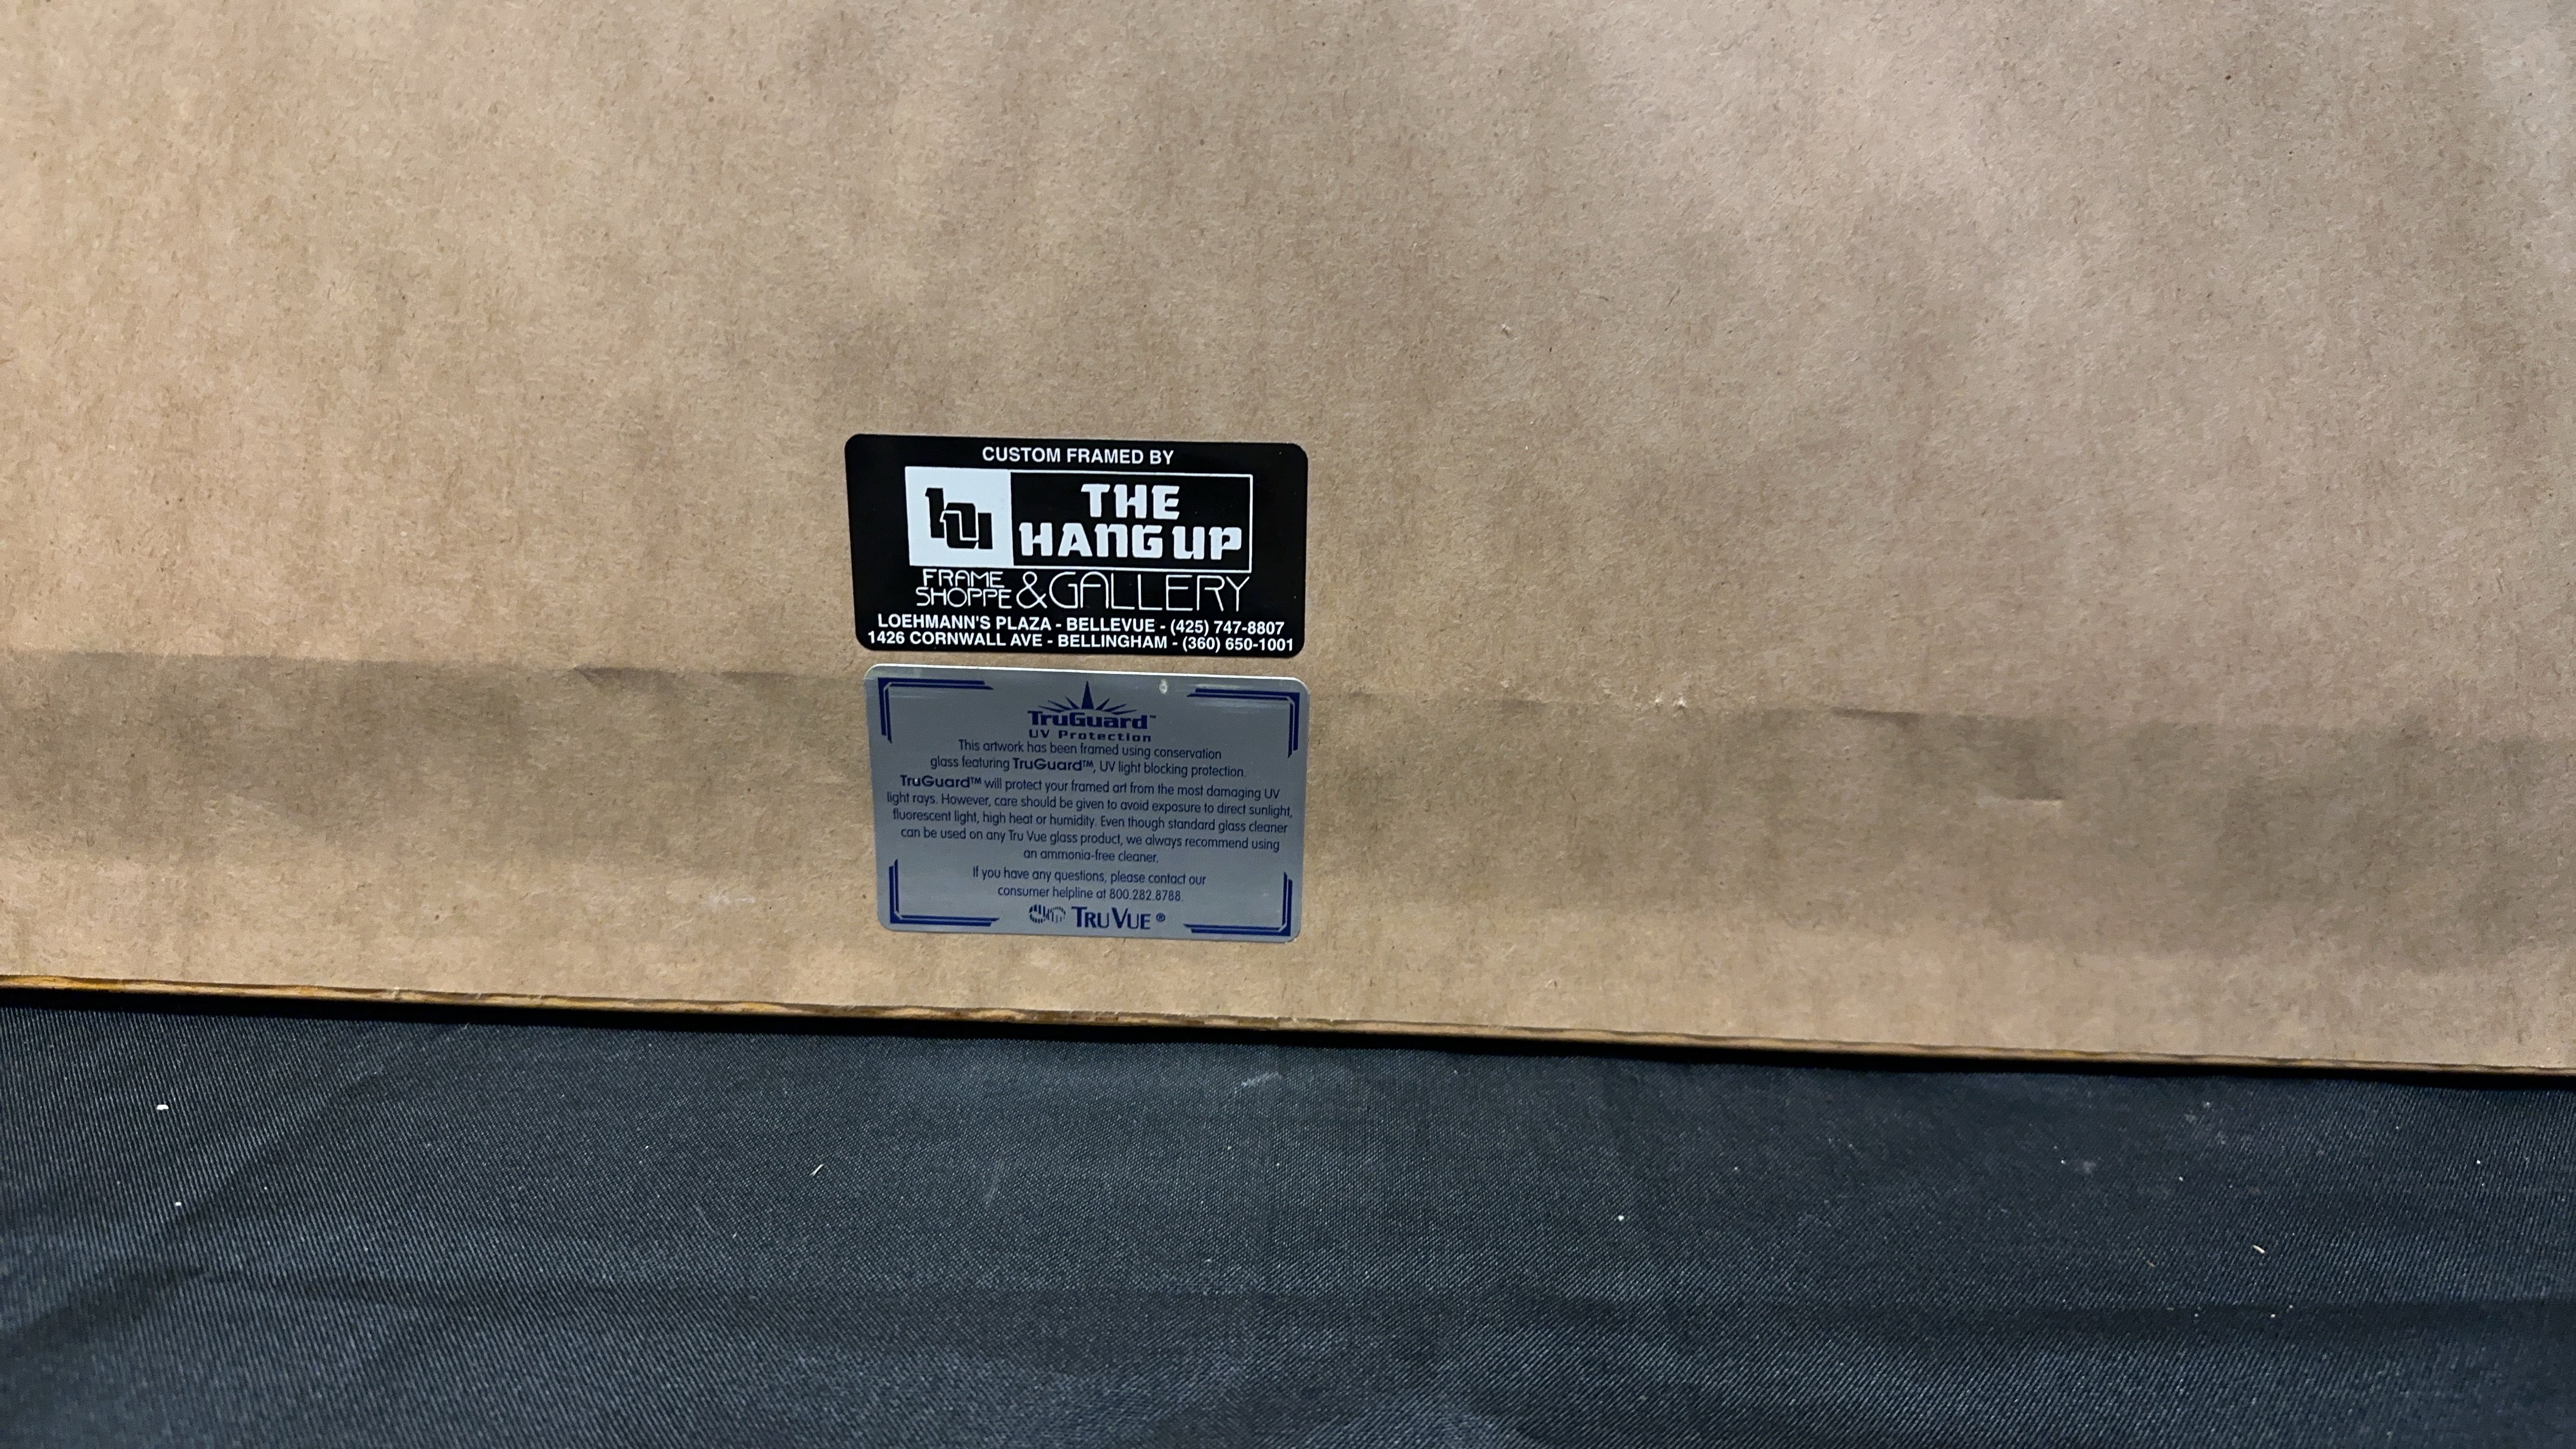 CUSTOM FRAMED BY
hu
THE
HANG UP
FRAME
SHOPPE & GALLERY
LOEHMANN'S PLAZA - BELLEVUE - (425) 747-8807
1426 CORNWALL AVE - BELLINGHAM - (360) 650-1001
TruGuard™
UV Protection
This artwork has been framed using conservation
glass featuring TruGuard™, UV light blocking protection.
TruGuard™ will protect your framed art from the most damaging UV
light rays. However, care should be given to avoid exposure to direct sunlight,
fluorescent light, high heat or humidity. Even though standard glass cleaner
can be used on any Tru Vue glass product, we always recommend using
an ammonia-free cleaner.
If you have any questions, please contact our
consumer helpline at 800.282.8788.
TRU VUE®